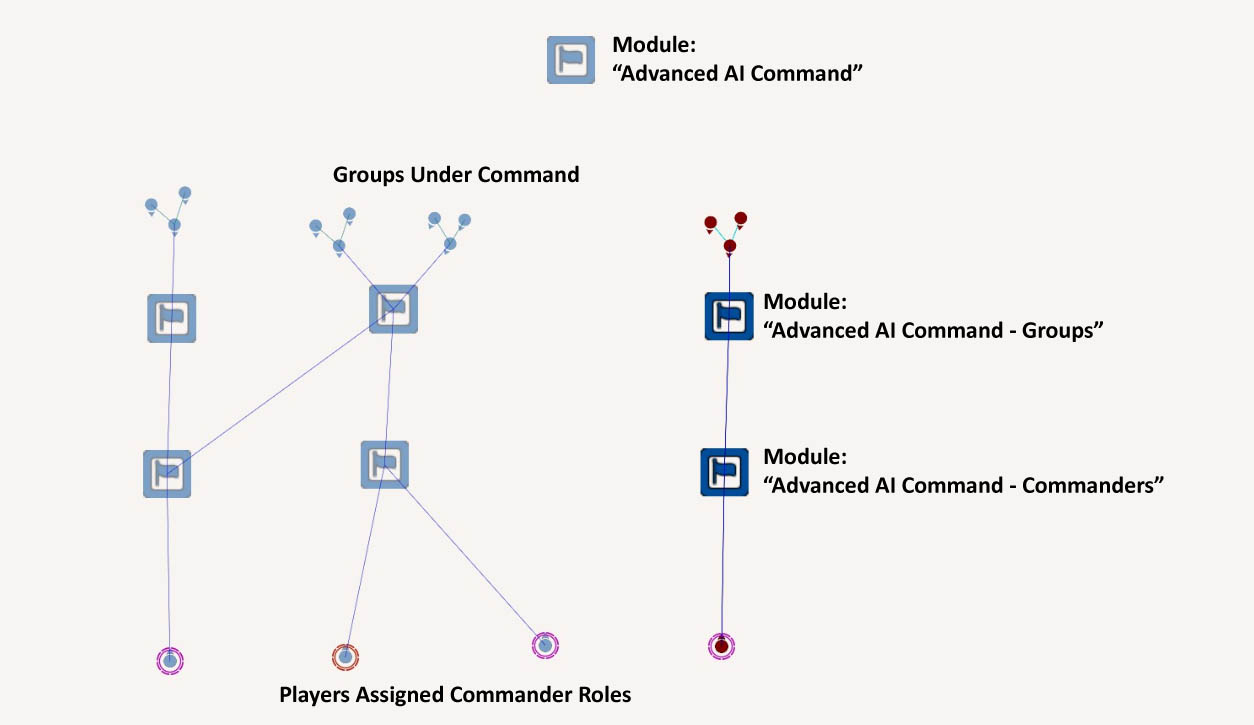 Module:
“Advanced AI Command”
Groups Under Command
Module:
“Advanced AI Command - Groups”
Module:
“Advanced AI Command - Commanders”
Players Assigned Commander Roles